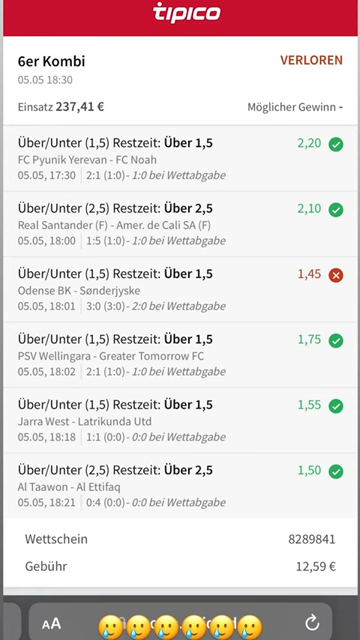 tipico
6er Kombi VERLOREN
05.05 18:30
Einsatz 237,41 € Möglicher Gewinn -
Über/Unter (1,5) Restzeit: Über 1,5 2,20
FC Pyunik Yerevan - FC Noah
05.05, 17:30 2:1 (1:0) - 1:0 bei Wettabgabe
Über/Unter (2,5) Restzeit: Über 2,5 2,10
Real Santander (F) - Amer. de Cali SA (F)
05.05, 18:00 1:5 (1:0) - 1:0 bei Wettabgabe
Über/Unter (1,5) Restzeit: Über 1,5 1,45
Odense BK - Sønderjyske
05.05, 18:01 3:0 (3:0) - 2:0 bei Wettabgabe
Über/Unter (1,5) Restzeit: Über 1,5 1,75
PSV Wellingara - Greater Tomorrow FC
05.05, 18:02 2:1 (1:0) - 1:0 bei Wettabgabe
Über/Unter (1,5) Restzeit: Über 1,5 1,55
Jarra West - Latrikunda Utd
05.05, 18:18 1:1 (0:0) - 0:0 bei Wettabgabe
Über/Unter (2,5) Restzeit: Über 2,5 1,50
Al Taawon - Al Ettifaq
05.05, 18:21 0:4 (0:0) - 0:0 bei Wettabgabe
Wettschein 8289841
Gebühr 12,59 €
AA